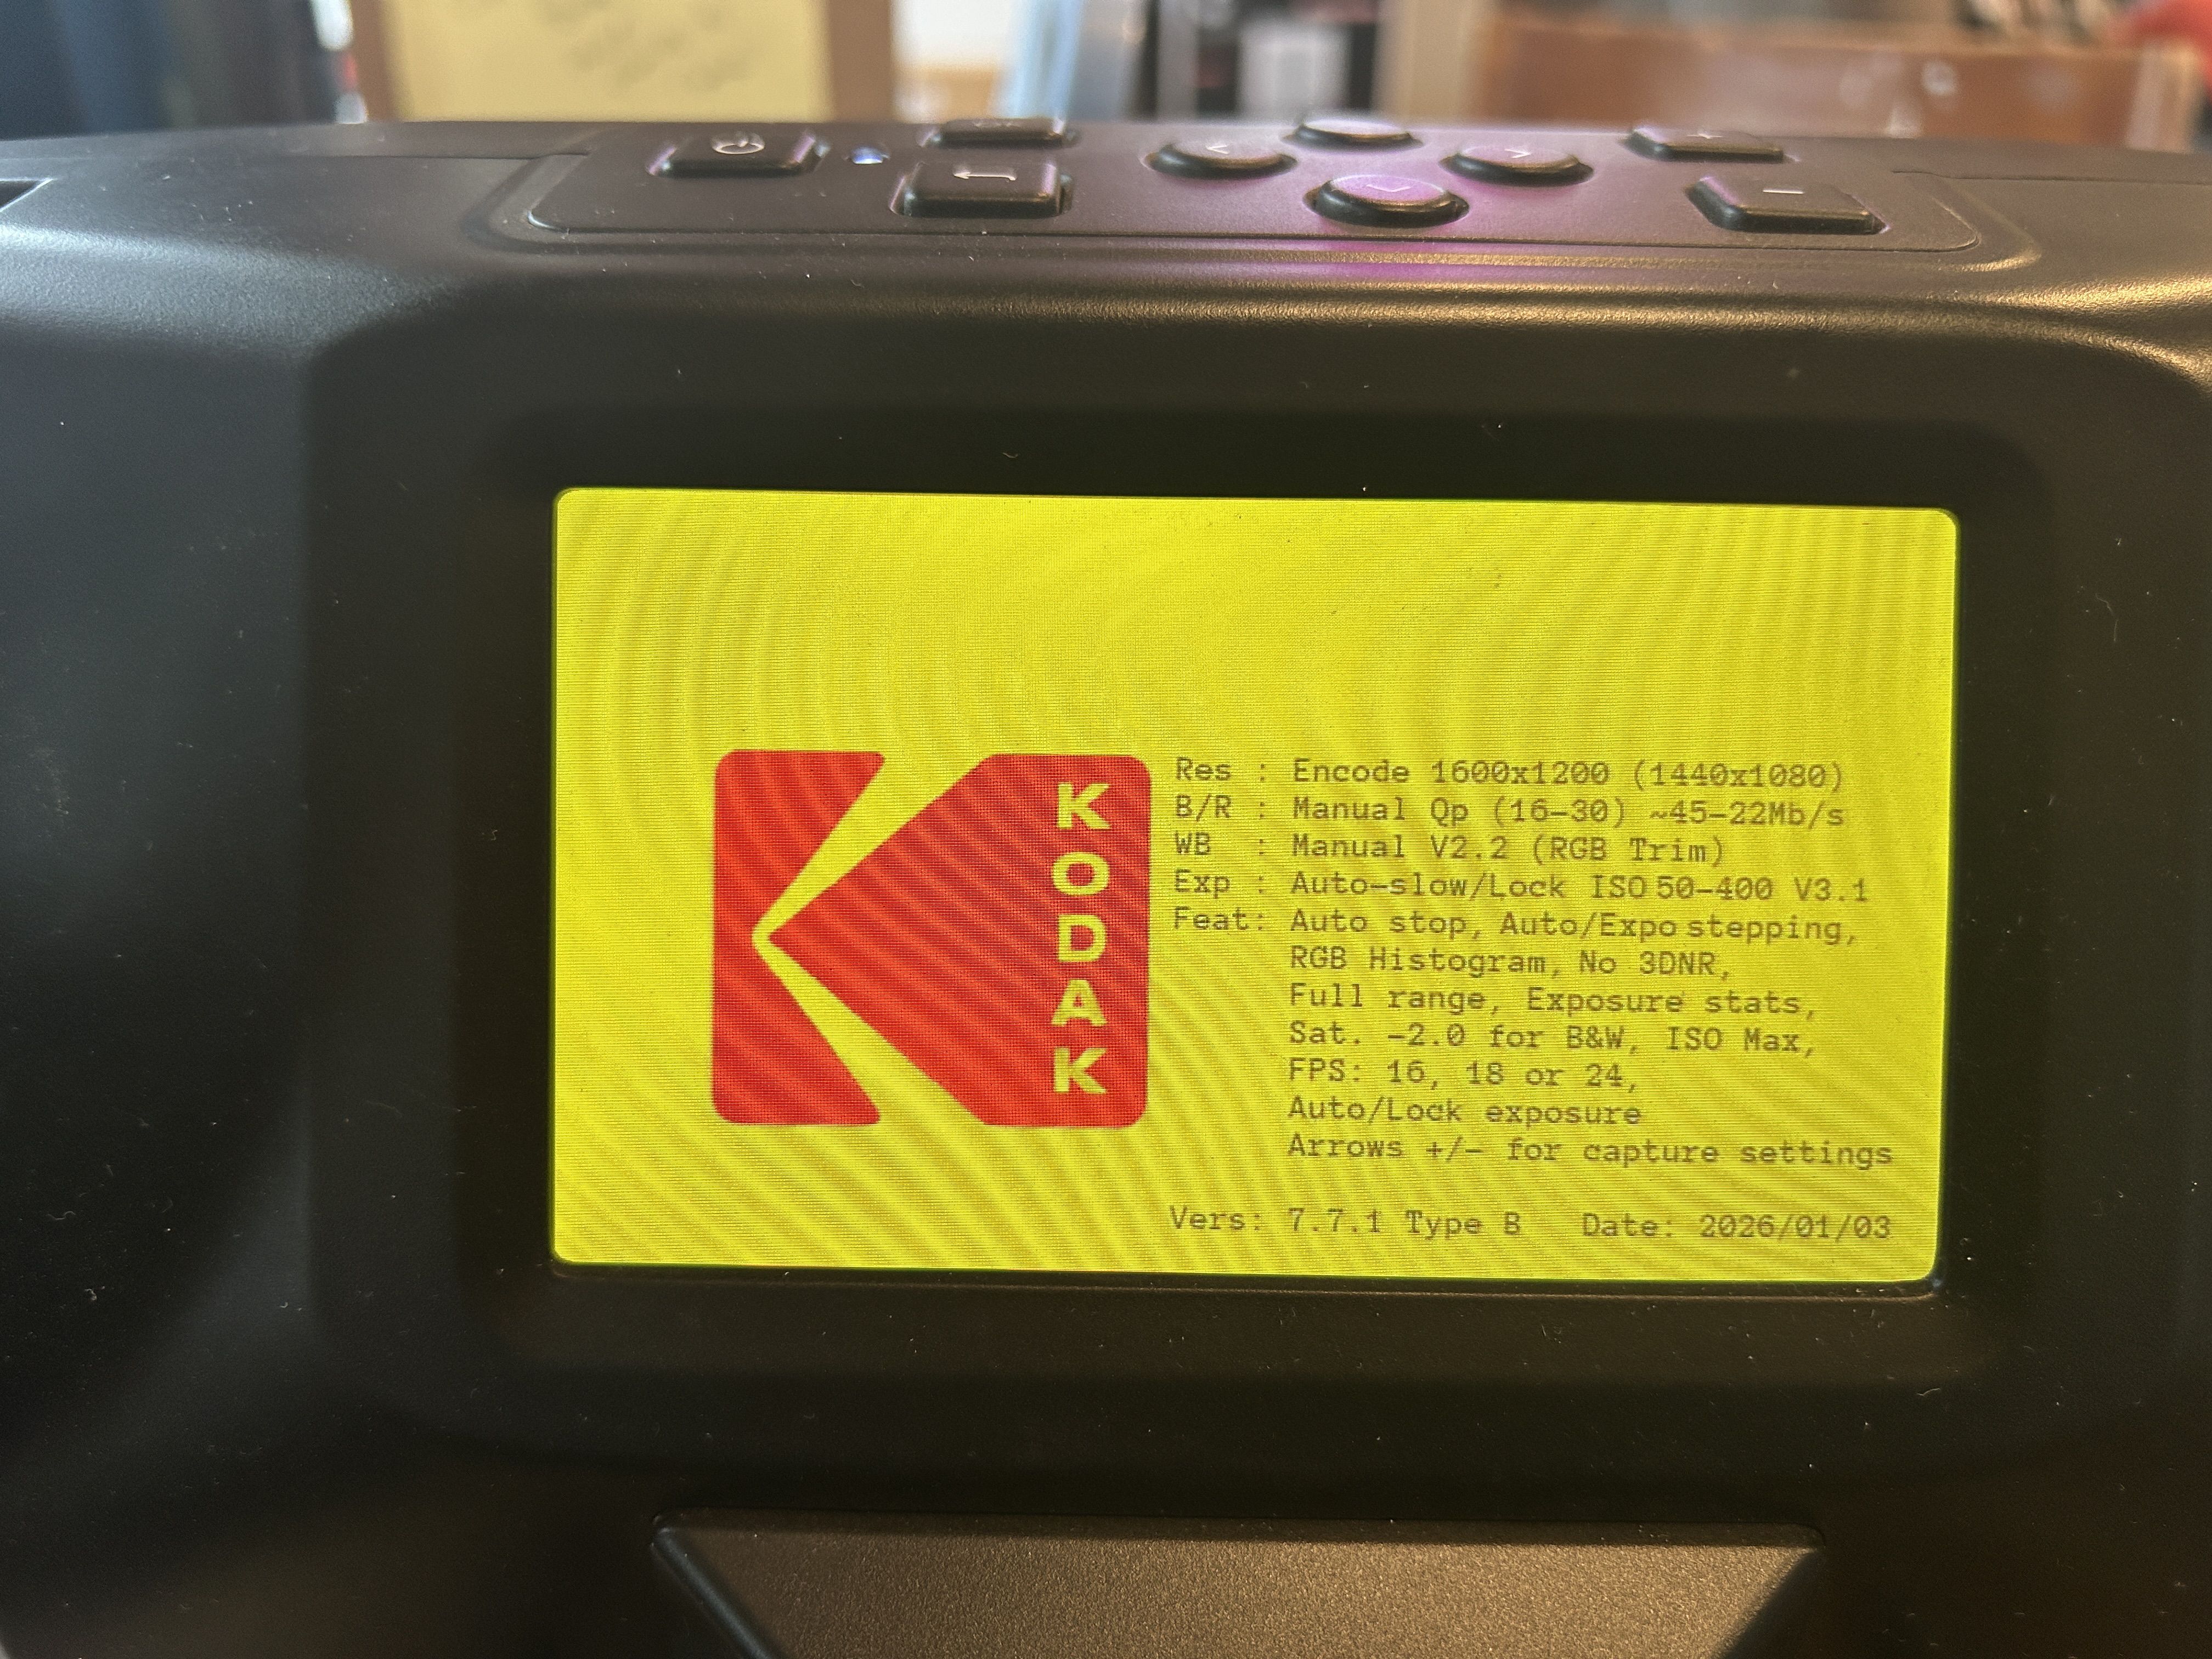 KODAK
Res : Encode 1600x1200 (1440x1080)
B/R : Manual Qp (16-30) ~45-22Mb/s
WB : Manual V2.2 (RGB Trim)
Exp : Auto-slow/Lock ISO 50-400 V3.1
Feat: Auto stop, Auto/Expo stepping,
RGB Histogram, No 3DNR,
Full range, Exposure stats,
Sat. -2.0 for B&W, ISO Max,
FPS: 16, 18 or 24,
Auto/Lock exposure
Arrows +/- for capture settings
Vers: 7.7.1 Type B Date: 2026/01/03